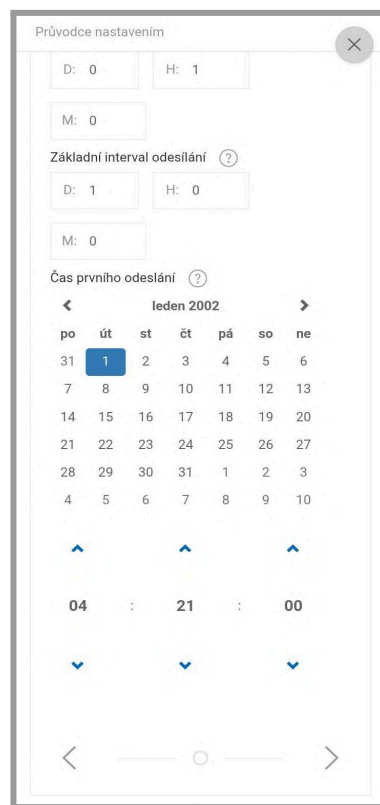 Průvodce nastavením
D: 0 H: 1
M: 0
Základní interval odesílání ?
D: 1 H: 0
M: 0
Čas prvního odeslání ?
leden 2002
po út st čt pá so ne
31 1 2 3 4 5 6
7 8 9 10 11 12 13
14 15 16 17 18 19 20
21 22 23 24 25 26 27
28 29 30 31 1 2 3
4 5 6 7 8 9 10
04 : 21 : 00